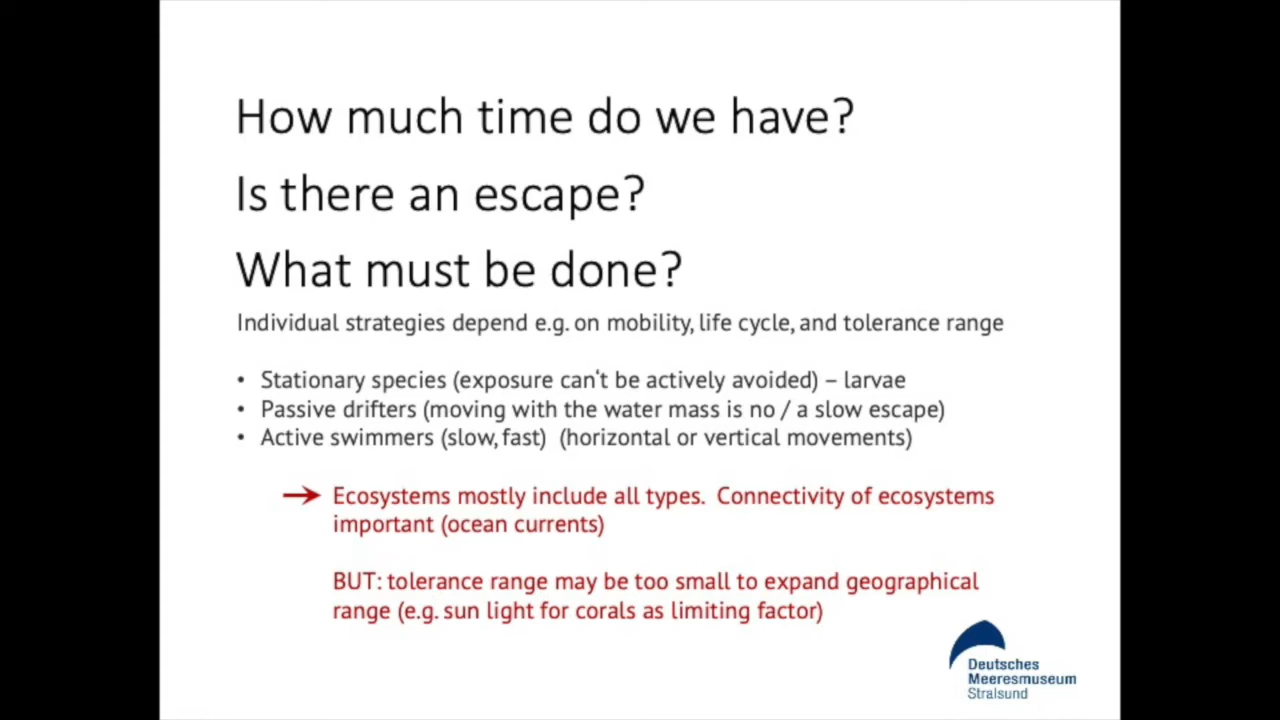 How much time do we have?
Is there an escape?
What must be done?
Individual strategies depend e.g. on mobility, life cycle, and tolerance range
• Stationary species (exposure can‘t be actively avoided) – larvae
• Passive drifters (moving with the water mass is no / a slow escape)
• Active swimmers (slow, fast)  (horizontal or vertical movements)
→ Ecosystems mostly include all types.  Connectivity of ecosystems
important (ocean currents)
BUT: tolerance range may be too small to expand geographical
range (e.g. sun light for corals as limiting factor)
Deutsches
Meeresmuseum
Stralsund